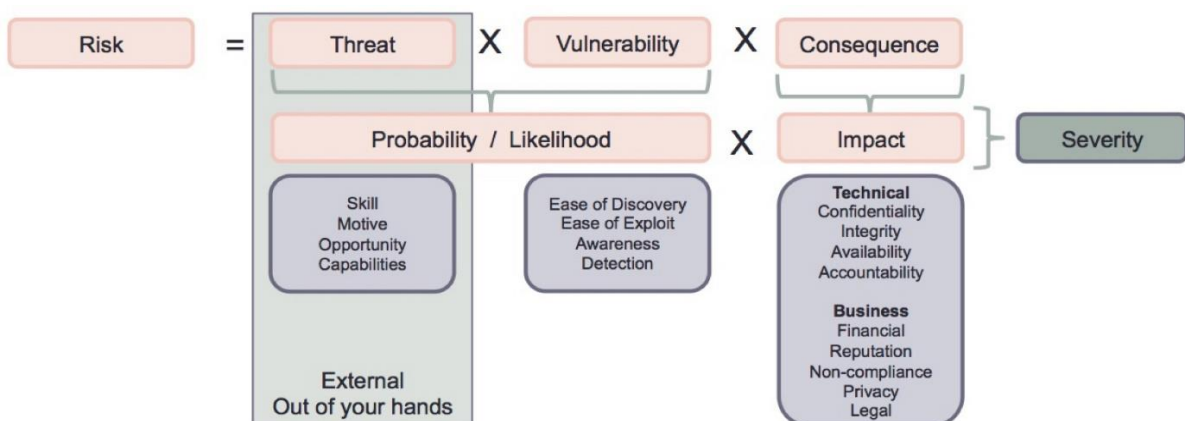 Risk = Threat X Vulnerability X Consequence
Probability / Likelihood X Impact Severity
Skill
Motive
Opportunity
Capabilities
Ease of Discovery
Ease of Exploit
Awareness
Detection
Technical
Confidentiality
Integrity
Availability
Accountability
Business
Financial
Reputation
Non-compliance
Privacy
Legal
External
Out of your hands